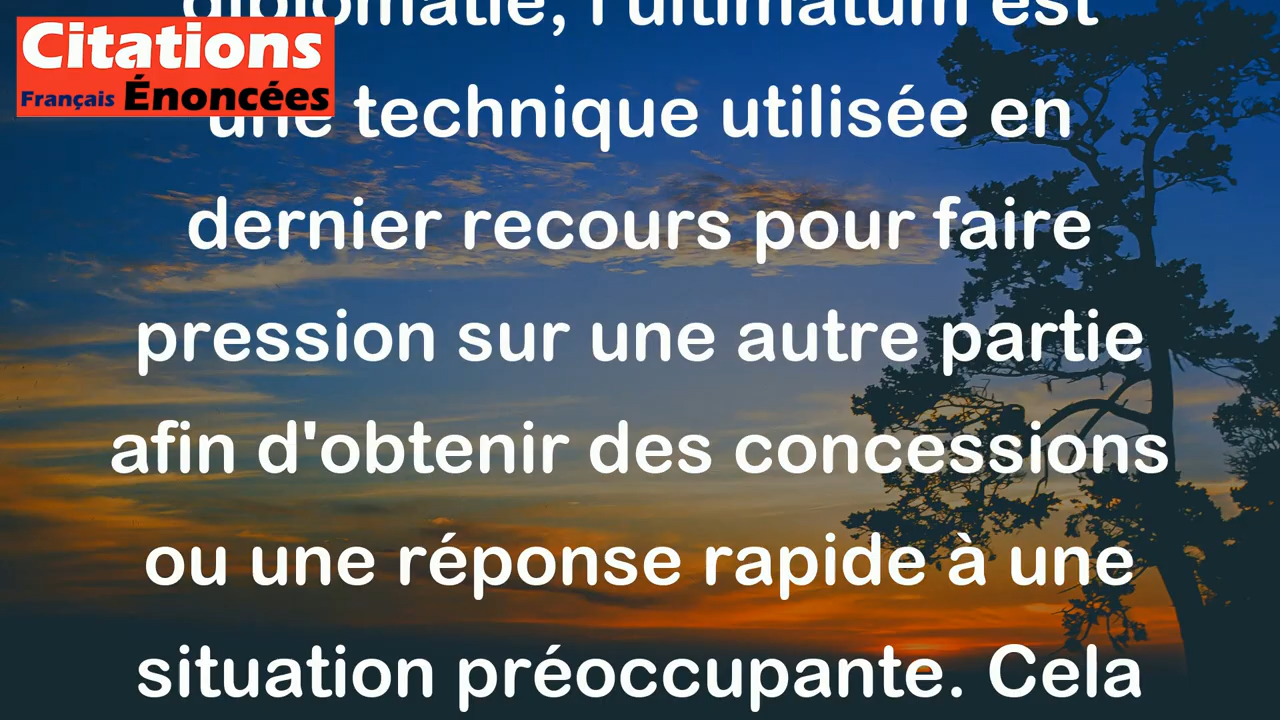 Citations
Français Énoncées
diplomatie, l'ultimatum est
une technique utilisée en
dernier recours pour faire
pression sur une autre partie
afin d'obtenir des concessions
ou une réponse rapide à une
situation préoccupante. Cela